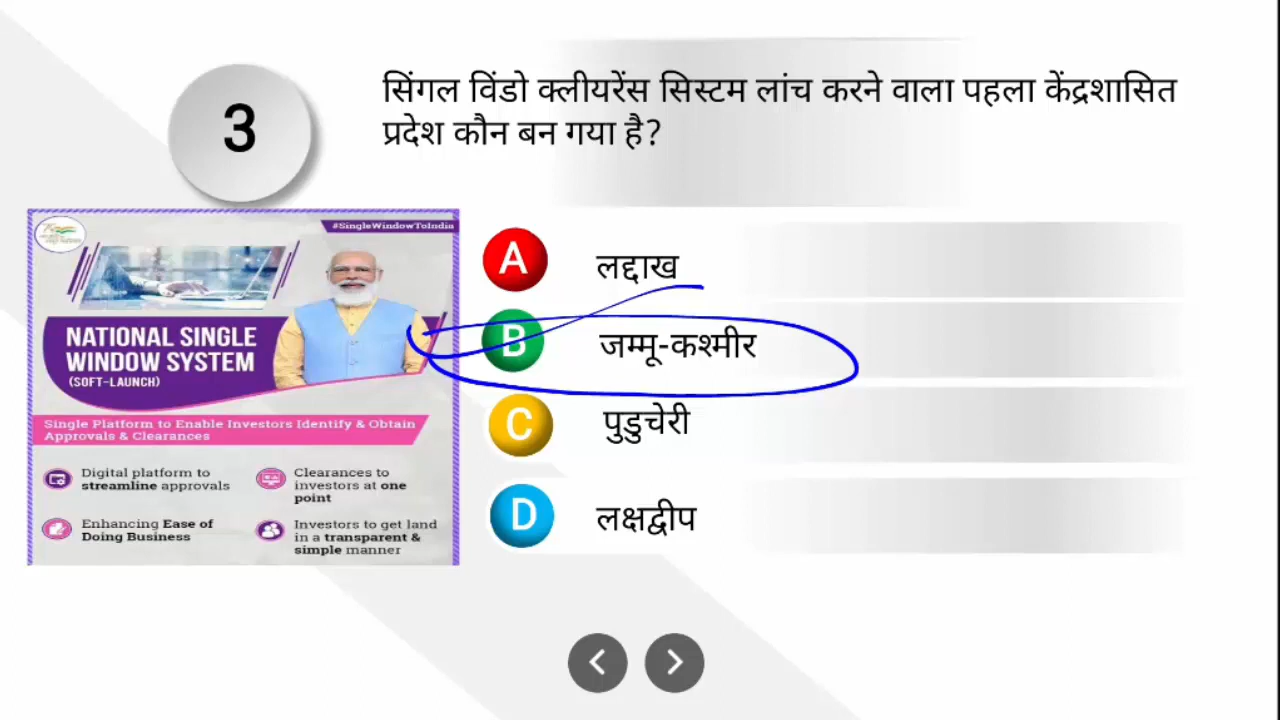 3
सिंगल विंडो क्लीयरेंस सिस्टम लांच करने वाला पहला केंद्रशासित
प्रदेश कौन बन गया है?
#SingleWindowToIndia
NATIONAL SINGLE
WINDOW SYSTEM
(SOFT-LAUNCH)
Single Platform to Enable Investors Identify & Obtain
Approvals & Clearances
Digital platform to
streamline approvals
Clearances to
investors at one
point
Enhancing Ease of
Doing Business
Investors to get land
in a transparent &
simple manner
A लद्दाख
B जम्मू-कश्मीर
C पुडुचेरी
D लक्षद्वीप